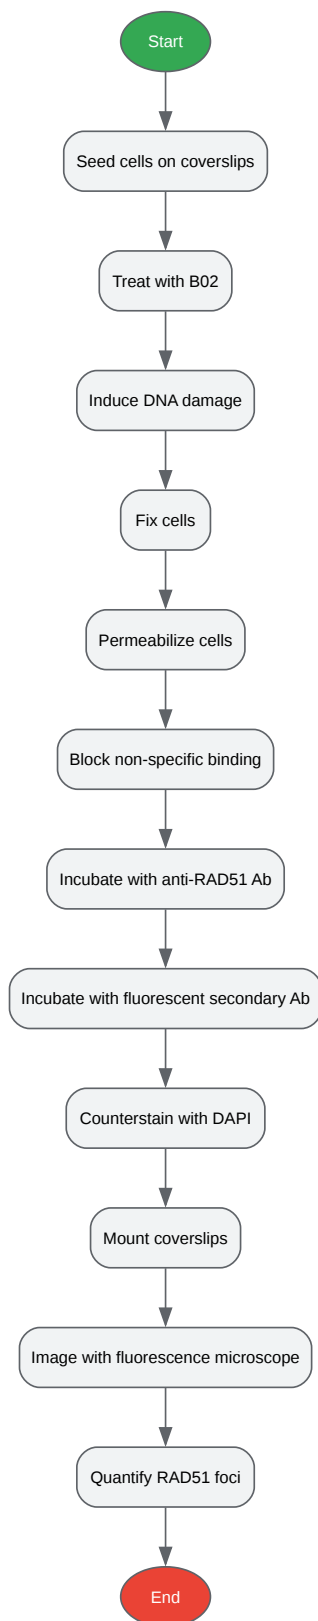 Start
Seed cells on coverslips
Treat with B02
Induce DNA damage
Fix cells
Permeabilize cells
Block non-specific binding
Incubate with anti-RAD51 Ab
Incubate with fluorescent secondary Ab
Counterstain with DAPI
Mount coverslips
Image with fluorescence microscope
Quantify RAD51 foci
End